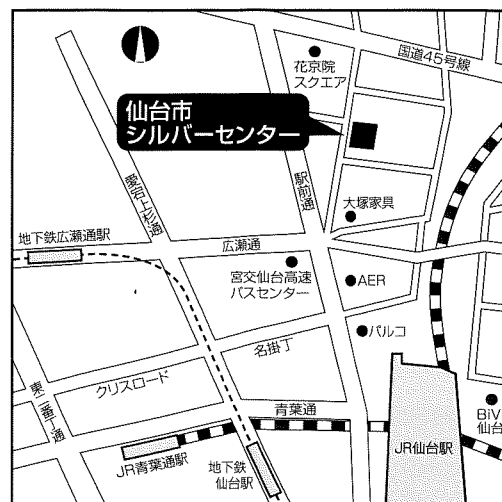 国道45号線
花京院
スクエア
仙台市
シルバーセンター
愛宕上杉通
駅前通
大塚家具
地下鉄広瀬通駅
広瀬通
宮交仙台高速
バスセンター
AER
パルコ
名掛丁
クリスロード
東二番丁通
青葉通
BiVi
仙台
JR仙台駅
JR青葉通駅
地下鉄
仙台駅